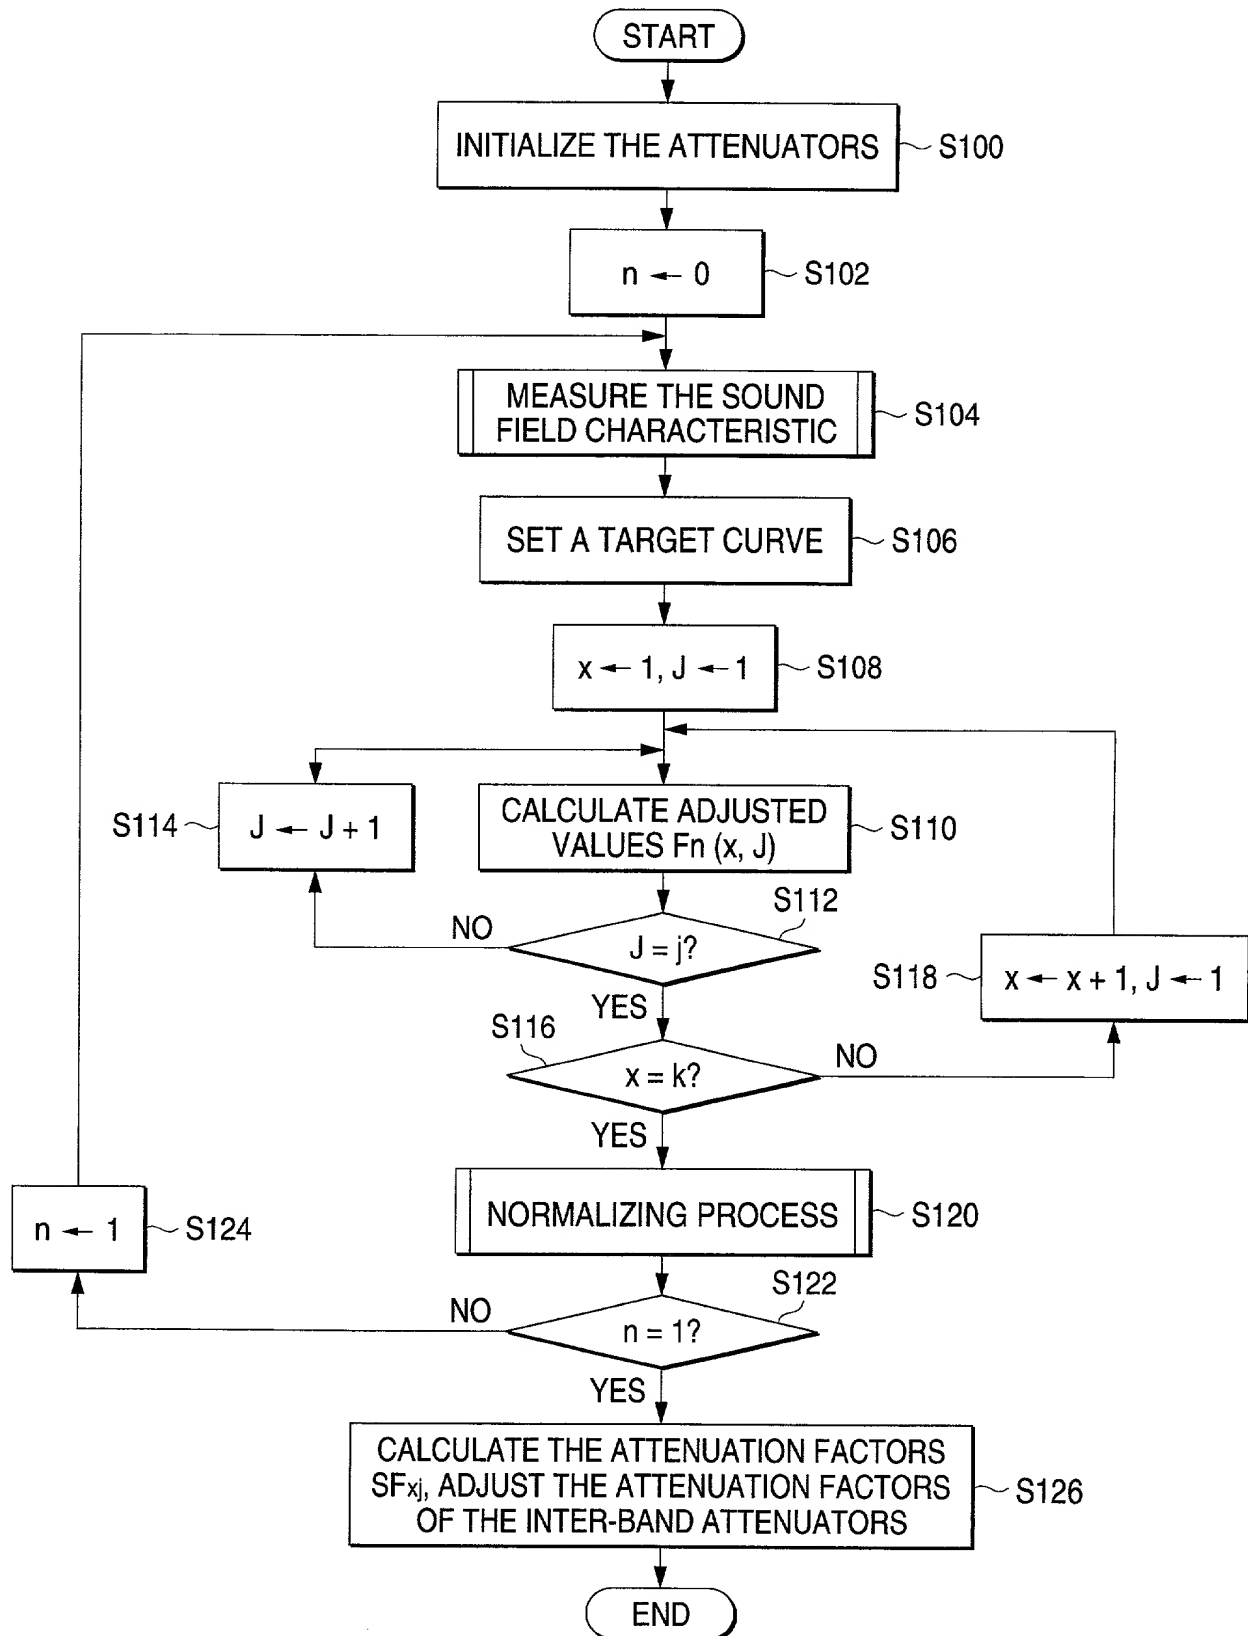 START
INITIALIZE THE ATTENUATORS
S100
n ← 0
S102
MEASURE THE SOUND
FIELD CHARACTERISTIC
S104
SET A TARGET CURVE
S106
x ← 1, J ← 1
S108
S114
J ← J + 1
CALCULATE ADJUSTED
VALUES Fn (x, J)
S110
S112
NO
J = j?
S118
x ← x + 1, J ← 1
YES
S116
x = k?
NO
YES
n ← 1
S124
NORMALIZING PROCESS
S120
S122
NO
n = 1?
YES
CALCULATE THE ATTENUATION FACTORS
SFxj, ADJUST THE ATTENUATION FACTORS
OF THE INTER-BAND ATTENUATORS
S126
END